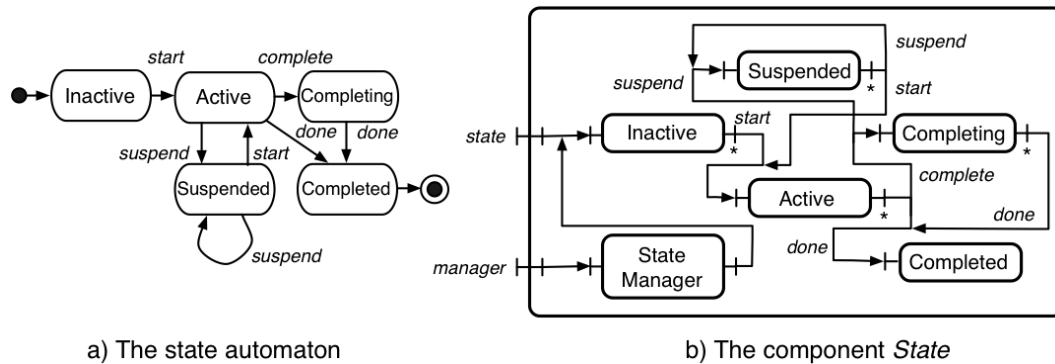 start
complete
Inactive
Active
Completing
suspend
start
done
done
Suspended
Completed
suspend
a) The state automaton
suspend
suspend
Suspended
*
start
state
Inactive
*
start
Completing
*
Active
*
complete
done
done
manager
State
Manager
Completed
b) The component State